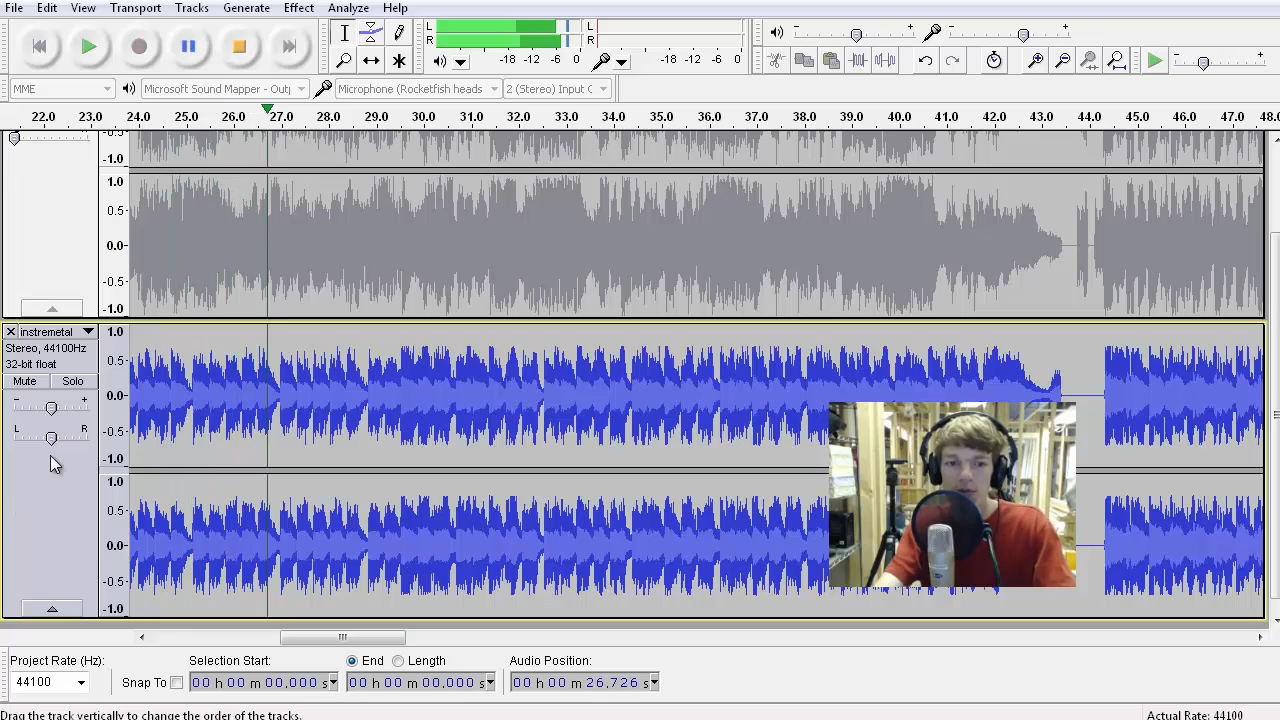 File Edit View Transport Tracks Generate Effect Analyze Help
L
R
-18 -12 -6 0
L
R
-18 -12 -6 0
- +
- +
- +
MME
Microsoft Sound Mapper - Outp
Microphone (Rocketfish heads
2 (Stereo) Input C
22.0 23.0 24.0 25.0 26.0 27.0 28.0 29.0 30.0 31.0 32.0 33.0 34.0 35.0 36.0 37.0 38.0 39.0 40.0 41.0 42.0 43.0 44.0 45.0 46.0 47.0 48.0
-0.5
-1.0
1.0
0.5
0.0
-0.5
-1.0
instremetal
Stereo, 44100Hz
32-bit float
Mute Solo
- +
L R
1.0
0.5
0.0
-0.5
-1.0
1.0
0.5
0.0
-0.5
-1.0
Project Rate (Hz): Selection Start: End Length Audio Position:
44100 Snap To 00 h 00 m 00.000 s 00 h 00 m 00.000 s 00 h 00 m 26.726 s
Drag the track vertically to change the order of the tracks. Actual Rate: 44100